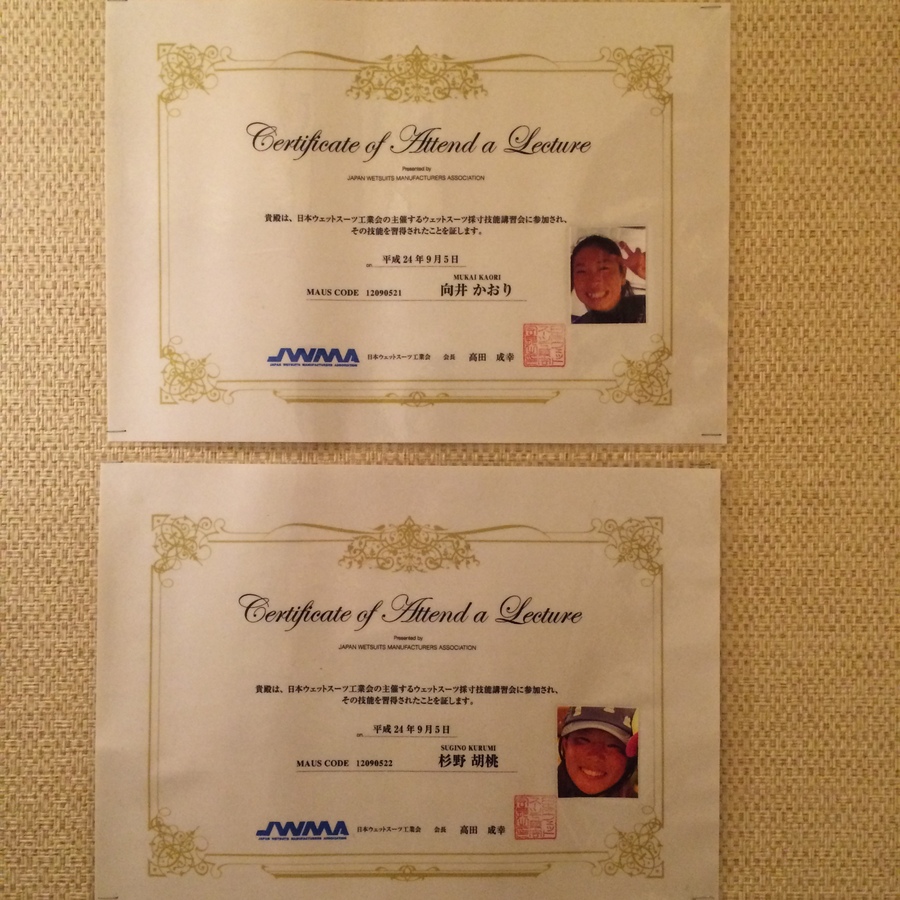 Certificate of Attend a Lecture
Presented by
JAPAN WETSUITS MANUFACTURERS ASSOCIATION
貴殿は、日本ウェットスーツ工業会の主催するウェットスーツ採寸技能講習会に参加され、
その技能を習得されたことを証します。
on 平成24年9月5日
MUKAI KAORI
MAUS CODE 12090521 向井 かおり
JWMA 日本ウェットスーツ工業会 会長 高田 成幸
JAPAN WETSUITS MANUFACTURERS ASSOCIATION
Certificate of Attend a Lecture
Presented by
JAPAN WETSUITS MANUFACTURERS ASSOCIATION
貴殿は、日本ウェットスーツ工業会の主催するウェットスーツ採寸技能講習会に参加され、
その技能を習得されたことを証します。
on 平成24年9月5日
SUGINO KURUMI
MAUS CODE 12090522 杉野 胡桃
JWMA 日本ウェットスーツ工業会 会長 高田 成幸
JAPAN WETSUITS MANUFACTURERS ASSOCIATION